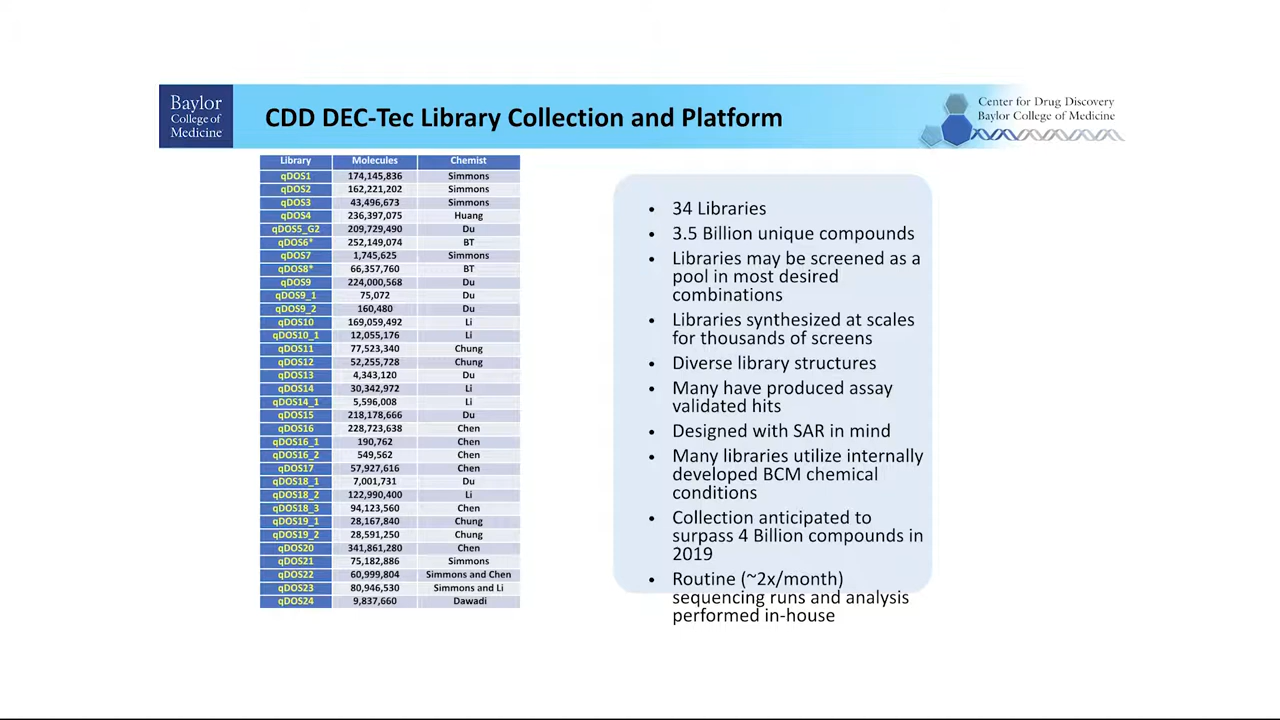 Baylor
College of
Medicine
CDD DEC-Tec Library Collection and Platform
Center for Drug Discovery
Baylor College of Medicine
Library Molecules Chemist
qDOS1 174,145,836 Simmons
qDOS2 162,221,202 Simmons
qDOS3 43,496,673 Simmons
qDOS4 236,397,075 Huang
qDOS5_G2 209,729,490 Du
qDOS6* 252,149,074 BT
qDOS7 1,745,625 Simmons
qDOS8* 66,357,760 BT
qDOS9 224,000,568 Du
qDOS9_1 75,072 Du
qDOS9_2 160,480 Du
qDOS10 169,059,492 Li
qDOS10_1 12,055,176 Li
qDOS11 77,523,340 Chung
qDOS12 52,255,728 Chung
qDOS13 4,343,120 Du
qDOS14 30,342,972 Li
qDOS14_1 5,596,008 Li
qDOS15 218,178,666 Du
qDOS16 228,723,638 Chen
qDOS16_1 190,762 Chen
qDOS16_2 549,562 Chen
qDOS17 57,927,616 Chen
qDOS18_1 7,001,731 Du
qDOS18_2 122,990,400 Li
qDOS18_3 94,123,560 Chen
qDOS19_1 28,167,840 Chung
qDOS19_2 28,591,250 Chung
qDOS20 341,861,280 Chen
qDOS21 75,182,886 Simmons
qDOS22 60,999,804 Simmons and Chen
qDOS23 80,946,530 Simmons and Li
qDOS24 9,837,660 Dawadi
• 34 Libraries
• 3.5 Billion unique compounds
• Libraries may be screened as a
pool in most desired
combinations
• Libraries synthesized at scales
for thousands of screens
• Diverse library structures
• Many have produced assay
validated hits
• Designed with SAR in mind
• Many libraries utilize internally
developed BCM chemical
conditions
• Collection anticipated to
surpass 4 Billion compounds in
2019
• Routine (~2x/month)
sequencing runs and analysis
performed in-house